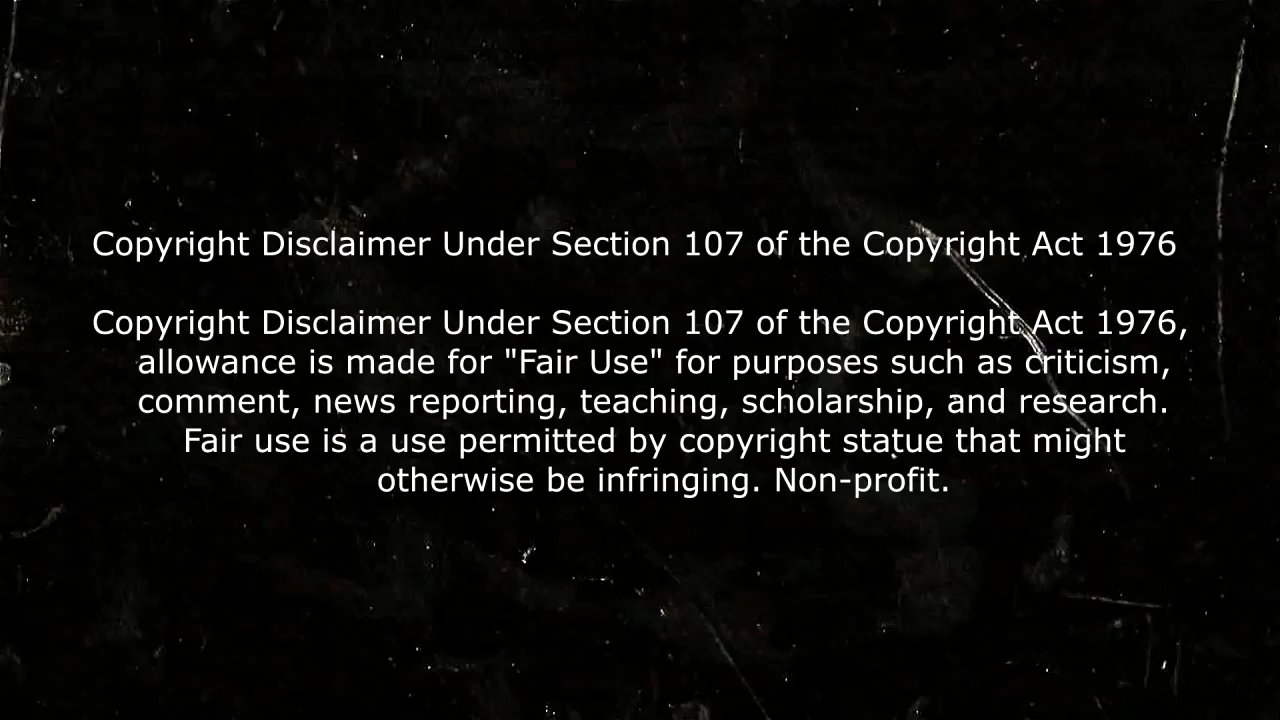 Copyright Disclaimer Under Section 107 of the Copyright Act 1976
Copyright Disclaimer Under Section 107 of the Copyright Act 1976,
allowance is made for "Fair Use" for purposes such as criticism,
comment, news reporting, teaching, scholarship, and research.
Fair use is a use permitted by copyright statue that might
otherwise be infringing. Non-profit.